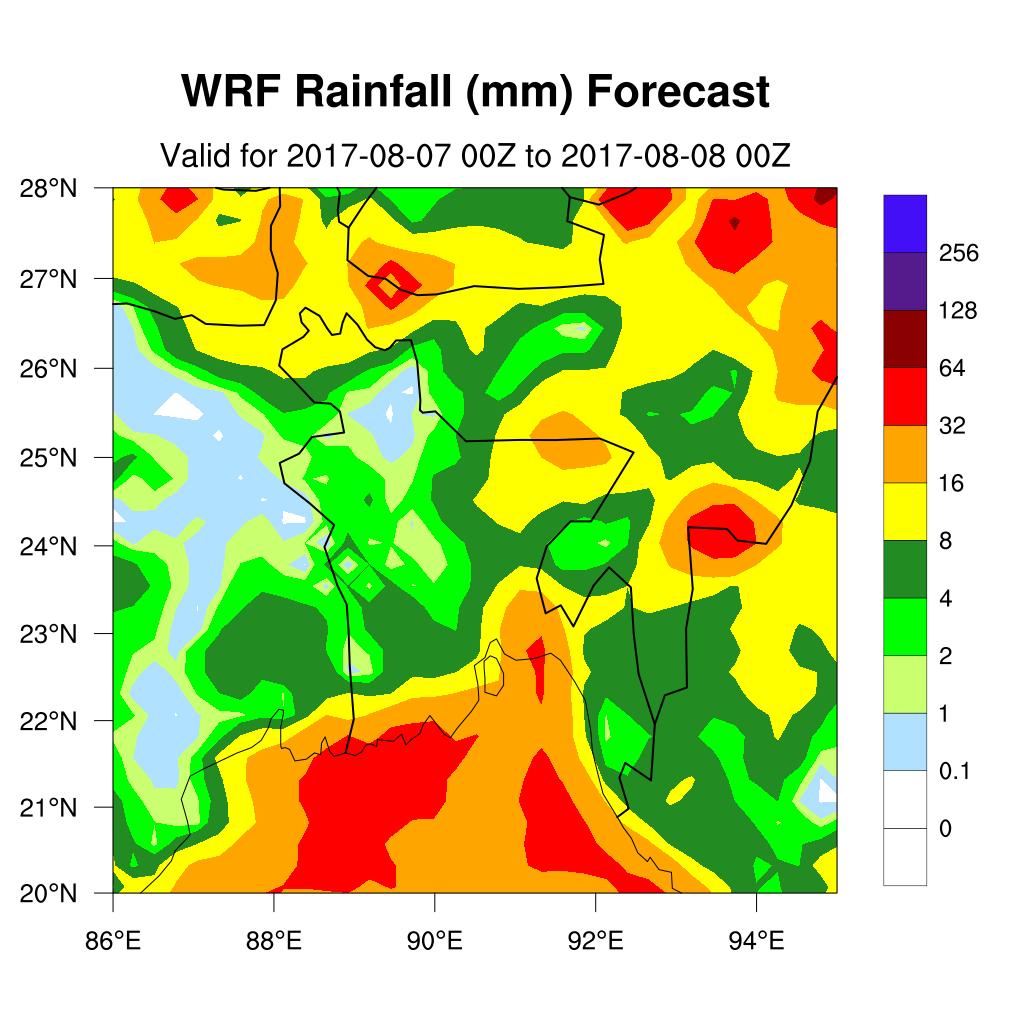 WRF Rainfall (mm) Forecast
Valid for 2017-08-07 00Z to 2017-08-08 00Z
28°N
27°N
26°N
25°N
24°N
23°N
22°N
21°N
20°N
86°E 88°E 90°E 92°E 94°E
256
128
64
32
16
8
4
2
1
0.1
0